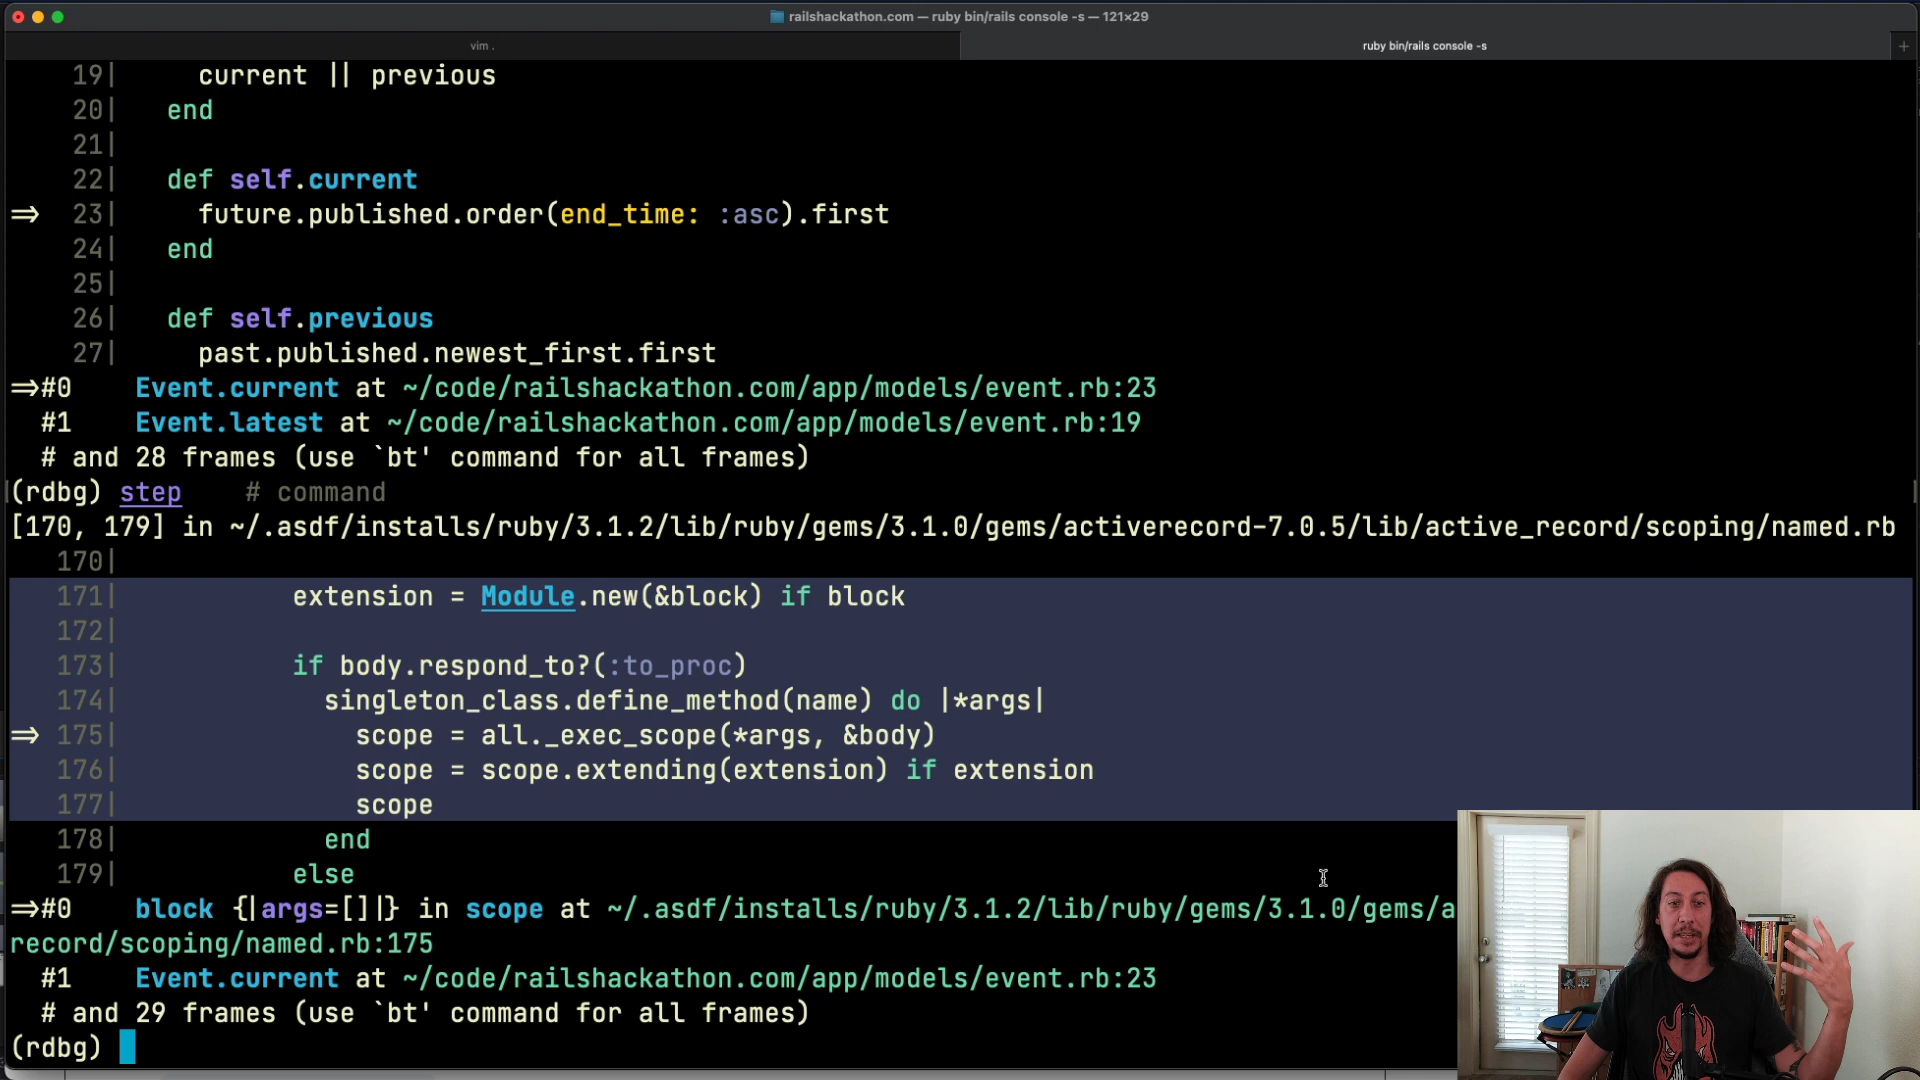 railshackathon.com — ruby bin/rails console -s — 121×29
vim .
ruby bin/rails console -s
+
19|     current || previous
20|   end
21|
22|   def self.current
=> 23|     future.published.order(end_time: :asc).first
24|   end
25|
26|   def self.previous
27|     past.published.newest_first.first
=>#0    Event.current at ~/code/railshackathon.com/app/models/event.rb:23
#1    Event.latest at ~/code/railshackathon.com/app/models/event.rb:19
# and 28 frames (use `bt' command for all frames)
(rdbg) step    # command
[170, 179] in ~/.asdf/installs/ruby/3.1.2/lib/ruby/gems/3.1.0/gems/activerecord-7.0.5/lib/active_record/scoping/named.rb
170|
171|           extension = Module.new(&block) if block
172|
173|           if body.respond_to?(:to_proc)
174|             singleton_class.define_method(name) do |*args|
=> 175|               scope = all._exec_scope(*args, &body)
176|               scope = scope.extending(extension) if extension
177|               scope
178|             end
179|           else
=>#0    block {|args=[]|} in scope at ~/.asdf/installs/ruby/3.1.2/lib/ruby/gems/3.1.0/gems/a
record/scoping/named.rb:175
#1    Event.current at ~/code/railshackathon.com/app/models/event.rb:23
# and 29 frames (use `bt' command for all frames)
(rdbg)